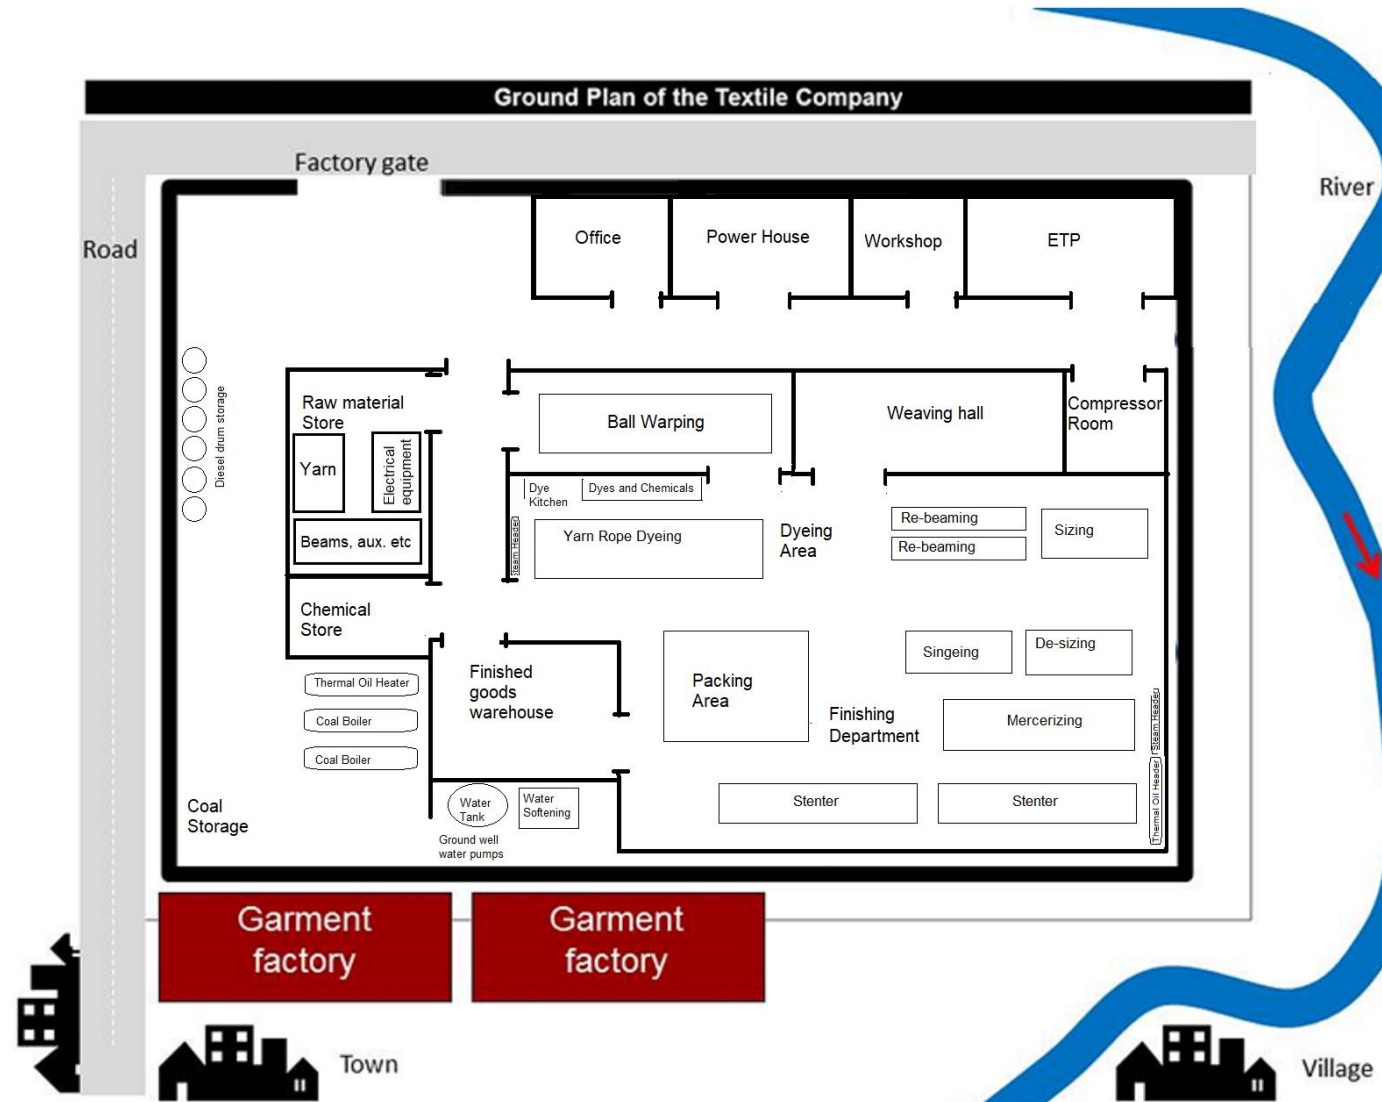 Ground Plan of the Textile Company
Factory gate
River
Road
Office
Power House
Workshop
ETP
Diesel drum storage
Raw material
Store
Yarn
Electrical
equipment
Beams, aux. etc
Ball Warping
Weaving hall
Compressor
Room
Dye
Kitchen
Dyes and Chemicals
Steam Header
Yarn Rope Dyeing
Dyeing
Area
Re-beaming
Re-beaming
Sizing
Chemical
Store
Thermal Oil Heater
Coal Boiler
Coal Boiler
Finished
goods
warehouse
Packing
Area
Singeing
De-sizing
Finishing
Department
Mercerizing
Steam Header
Thermal Oil Header
Stenter
Stenter
Coal
Storage
Water
Tank
Water
Softening
Ground well
water pumps
Garment
factory
Garment
factory
Town
Village